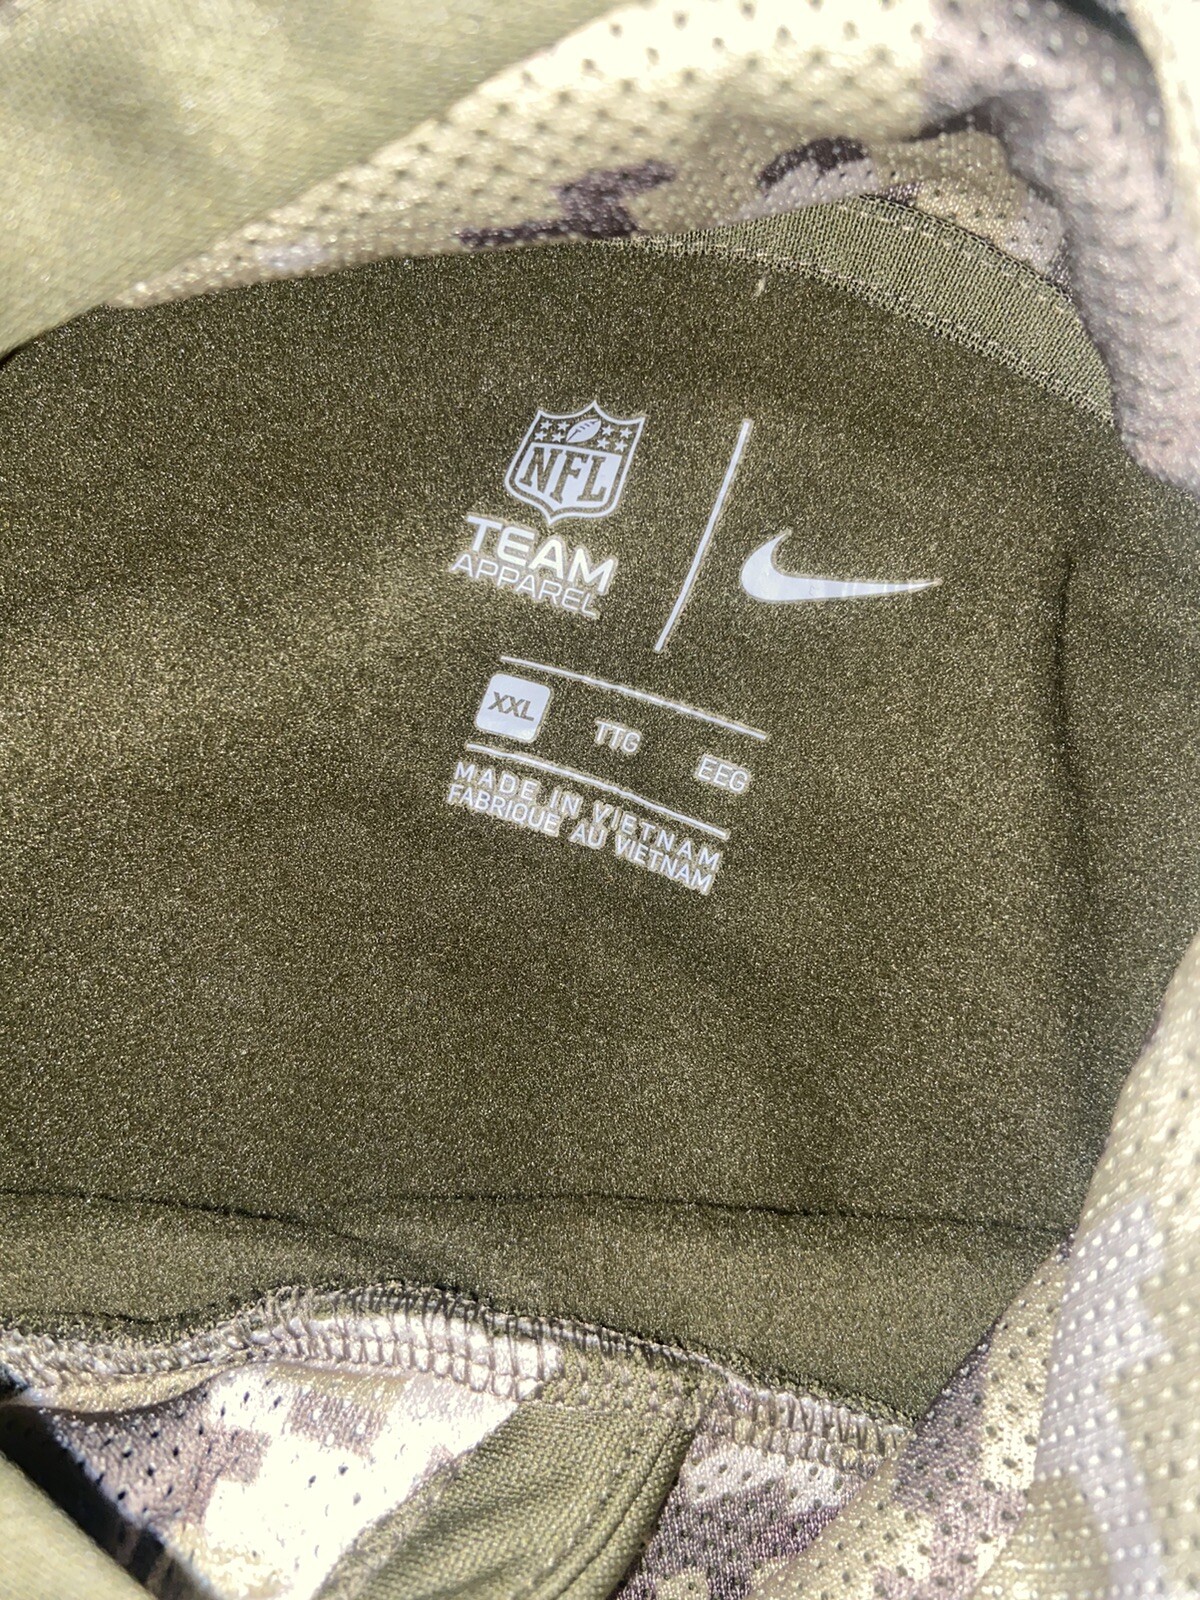 NFL
TEAM
APPAREL
XXL TTG EEG
MADE IN VIETNAM
FABRIQUE AU VIETNAM